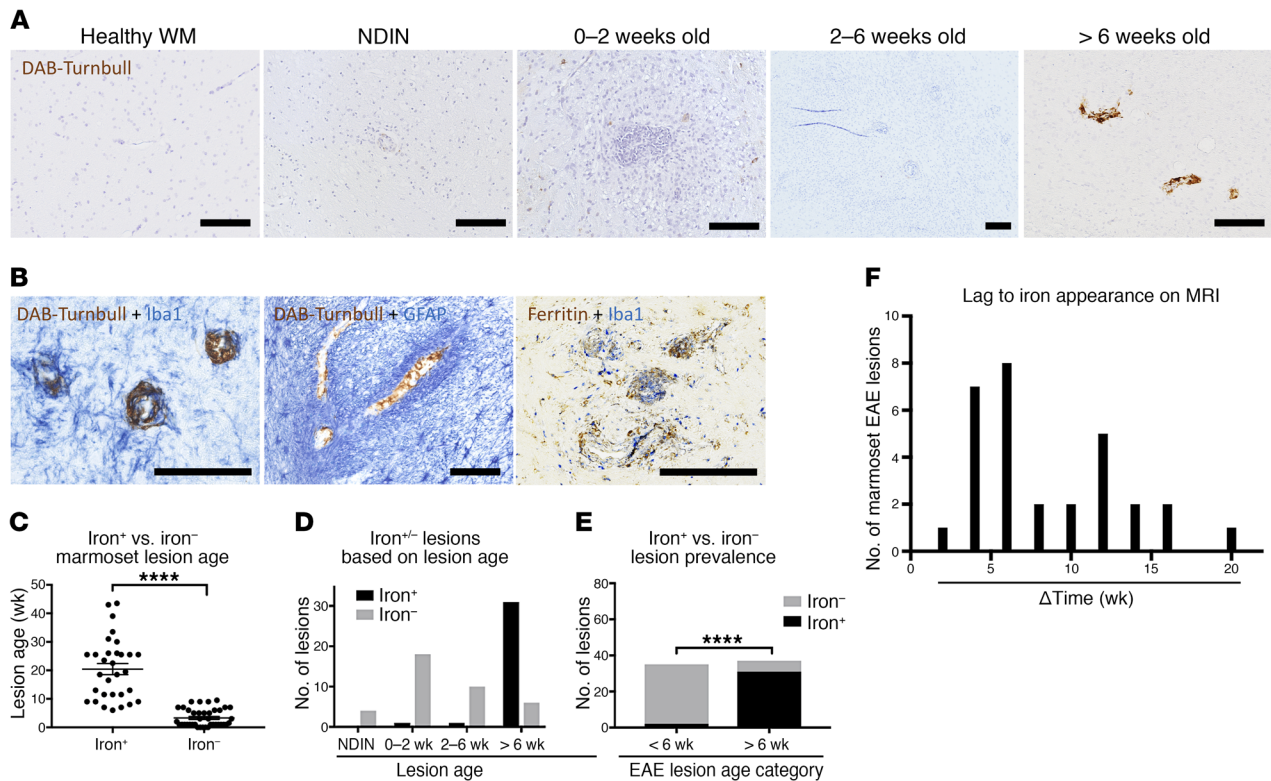 A
Healthy WM
NDIN
0–2 weeks old
2–6 weeks old
> 6 weeks old
DAB-Turnbull
B
DAB-Turnbull + Iba1
DAB-Turnbull + GFAP
Ferritin + Iba1
C
Iron⁺ vs. iron⁻
marmoset lesion age
****
Lesion age (wk)
50
40
30
20
10
0
Iron⁺
Iron⁻
D
Iron⁺/⁻ lesions
based on lesion age
Iron⁺
Iron⁻
No. of lesions
30
20
10
0
NDIN
0–2 wk
2–6 wk
> 6 wk
Lesion age
E
Iron⁺ vs. iron⁻
lesion prevalence
Iron⁻
Iron⁺
****
No. of lesions
80
60
40
20
0
< 6 wk
> 6 wk
EAE lesion age category
F
Lag to iron appearance on MRI
No. of marmoset EAE lesions
10
8
6
4
2
0
0
5
10
15
20
ΔTime (wk)